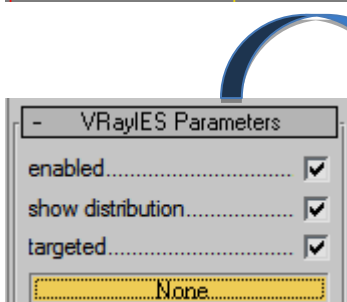 - VRayIES Parameters
enabled..............................
show distribution..................
targeted..............................
None